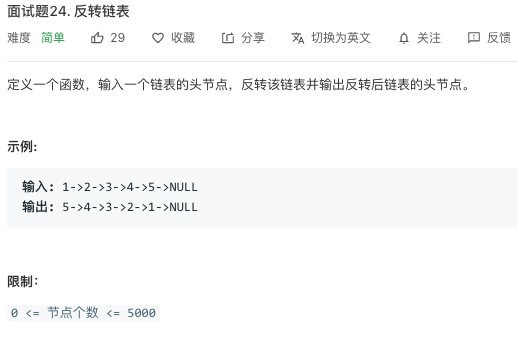 面试题24. 反转链表
难度 简单 29 收藏 分享 切换为英文 关注 反馈
定义一个函数，输入一个链表的头节点，反转该链表并输出反转后链表的头节点。
示例:
输入: 1->2->3->4->5->NULL
输出: 5->4->3->2->1->NULL
限制：
0 <= 节点个数 <= 5000